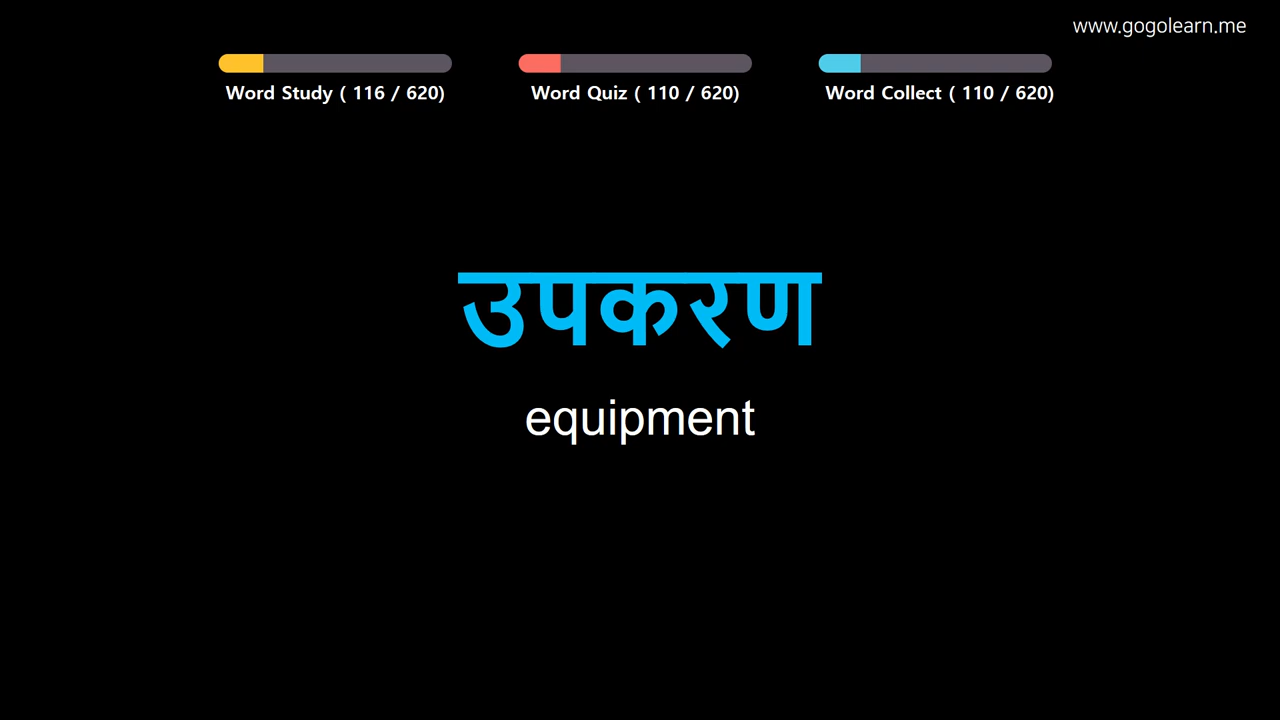 www.gogolearn.me
Word Study ( 116 / 620)
Word Quiz ( 110 / 620)
Word Collect ( 110 / 620)
उपकरण
equipment